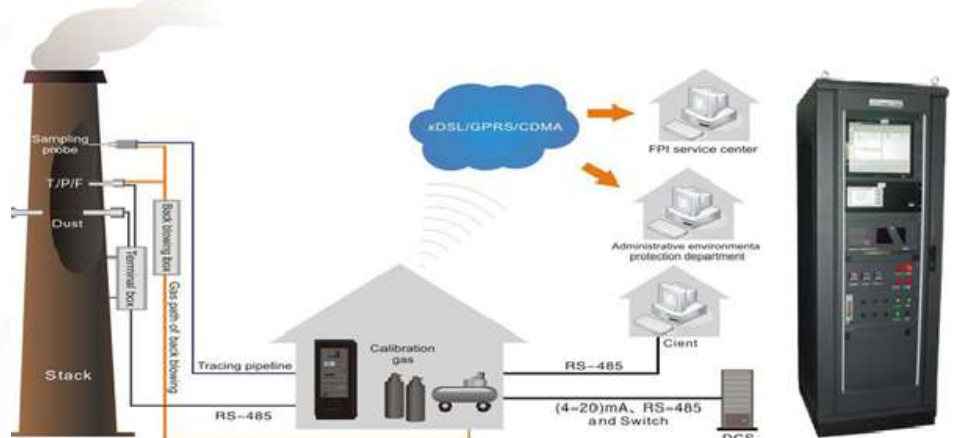 Sampling
probe
T/P/F
Dust
Back blowing box
Terminal box
Gas path of back blowing
Stack
Tracing pipeline
RS-485
Calibration
gas
xDSL/GPRS/CDMA
FPI service center
Administrative environmenta
protection department
Cient
RS-485
(4-20)mA、RS-485
and Switch
DCS